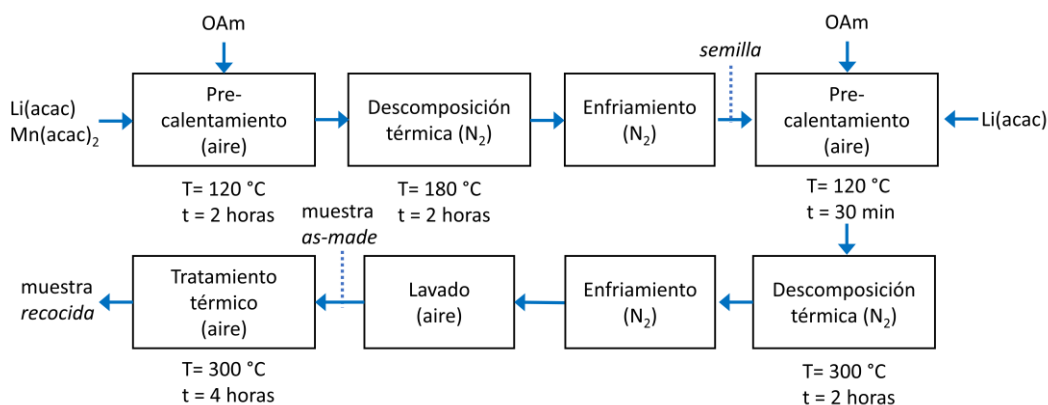 OAm
Li(acac)
Mn(acac)₂
Pre-
calentamiento
(aire)
T= 120 °C
t = 2 horas
Descomposición
térmica (N₂)
T= 180 °C
t = 2 horas
Enfriamiento
(N₂)
semilla
OAm
Pre-
calentamiento
(aire)
Li(acac)
T= 120 °C
t = 30 min
Descomposición
térmica (N₂)
T= 300 °C
t = 2 horas
Enfriamiento
(N₂)
Lavado
(aire)
muestra
as-made
Tratamiento
térmico
(aire)
T= 300 °C
t = 4 horas
muestra
recocida